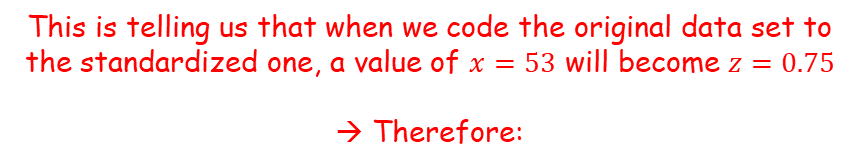 This is telling us that when we code the original data set to
the standardized one, a value of x = 53 will become z = 0.75
→ Therefore: